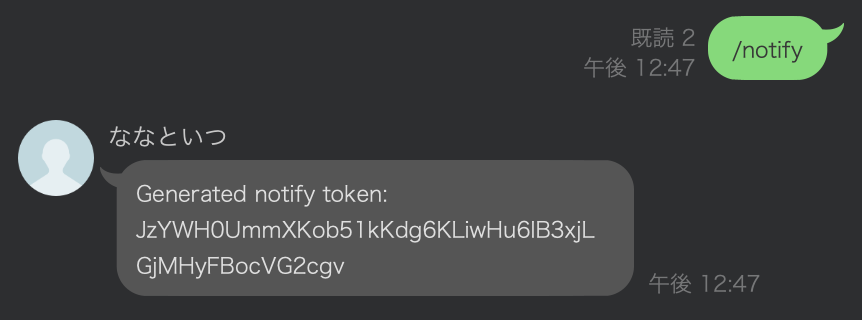 既読 2
午後 12:47
/notify
ななといつ
Generated notify token:
JzYWH0UmmXKob51kKdg6KLiwHu6lB3xjL
GjMHyFBocVG2cgv
午後 12:47